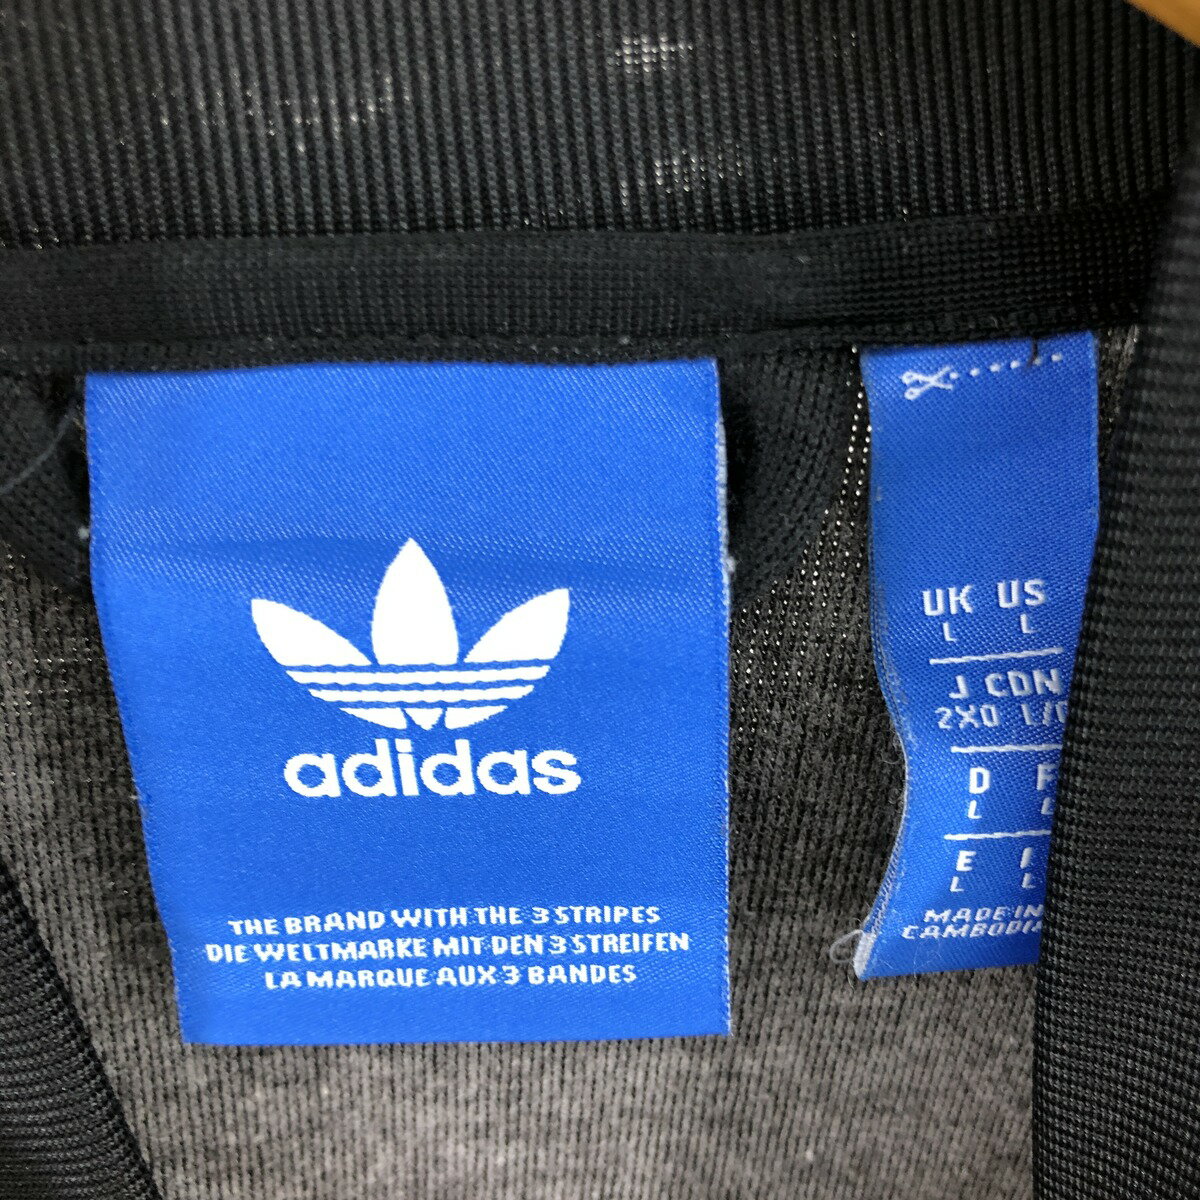 adidas
THE BRAND WITH THE 3 STRIPES
DIE WELTMARKE MIT DEN 3 STREIFEN
LA MARQUE AUX 3 BANDES
UK US
L L
J CDN
2XO L/
D F
L L
E I
L L
MADE IN
CAMBODIA